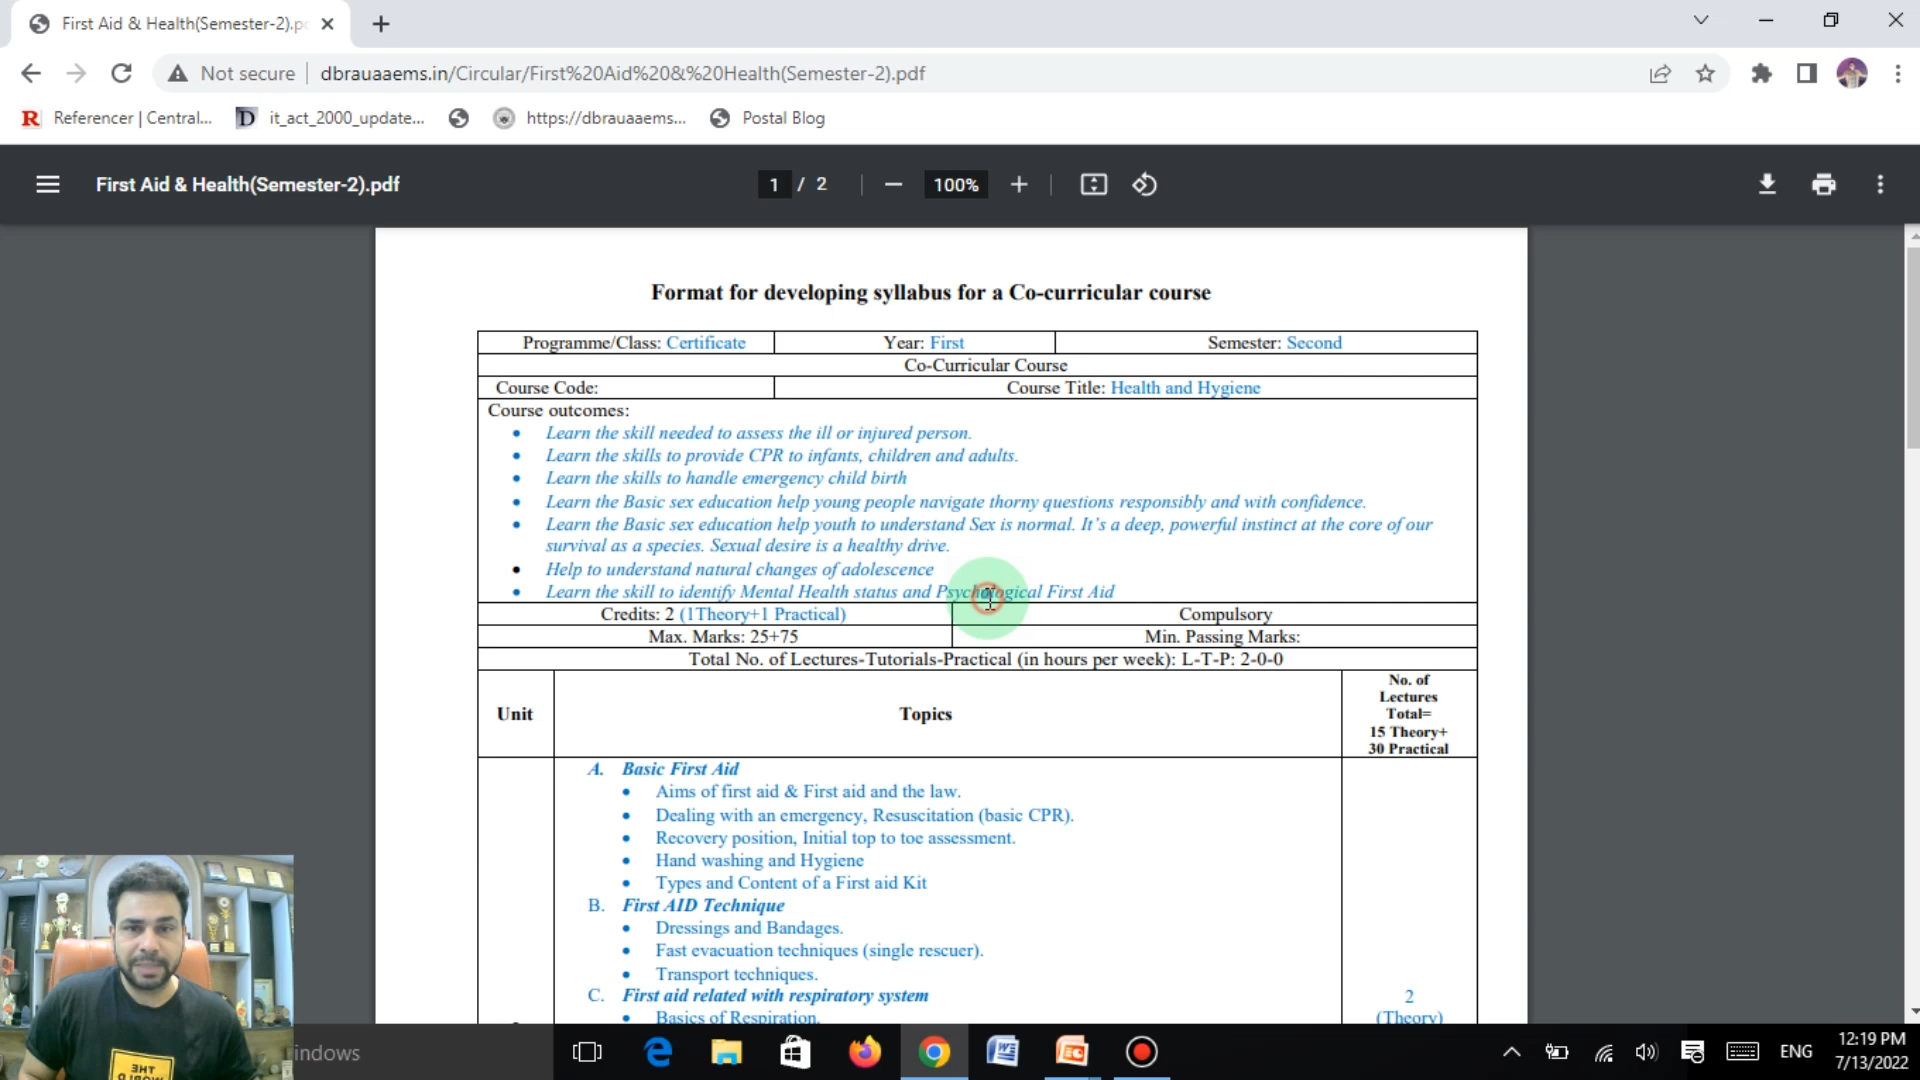 First Aid & Health(Semester-2).p
Not secure
dbrauaaems.in/Circular/First%20Aid%20&%20Health(Semester-2).pdf
R Referencer | Central...
D it_act_2000_update...
https://dbrauaaems...
Postal Blog
First Aid & Health(Semester-2).pdf
1 / 2
100%
Format for developing syllabus for a Co-curricular course
Programme/Class: Certificate
Year: First
Semester: Second
Co-Curricular Course
Course Code:
Course Title: Health and Hygiene
Course outcomes:
• Learn the skill needed to assess the ill or injured person.
• Learn the skills to provide CPR to infants, children and adults.
• Learn the skills to handle emergency child birth
• Learn the Basic sex education help young people navigate thorny questions responsibly and with confidence.
• Learn the Basic sex education help youth to understand Sex is normal. It's a deep, powerful instinct at the core of our
survival as a species. Sexual desire is a healthy drive.
• Help to understand natural changes of adolescence
• Learn the skill to identify Mental Health status and Psychological First Aid
Credits: 2 (1Theory+1 Practical)
Compulsory
Max. Marks: 25+75
Min. Passing Marks:
Total No. of Lectures-Tutorials-Practical (in hours per week): L-T-P: 2-0-0
Unit
Topics
No. of
Lectures
Total=
15 Theory+
30 Practical
A. Basic First Aid
• Aims of first aid & First aid and the law.
• Dealing with an emergency, Resuscitation (basic CPR).
• Recovery position, Initial top to toe assessment.
• Hand washing and Hygiene
• Types and Content of a First aid Kit
B. First AID Technique
• Dressings and Bandages.
• Fast evacuation techniques (single rescuer).
• Transport techniques.
C. First aid related with respiratory system
• Basics of Respiration.
2
(Theory)
THE
indows
ENG
12:19 PM
7/13/2022